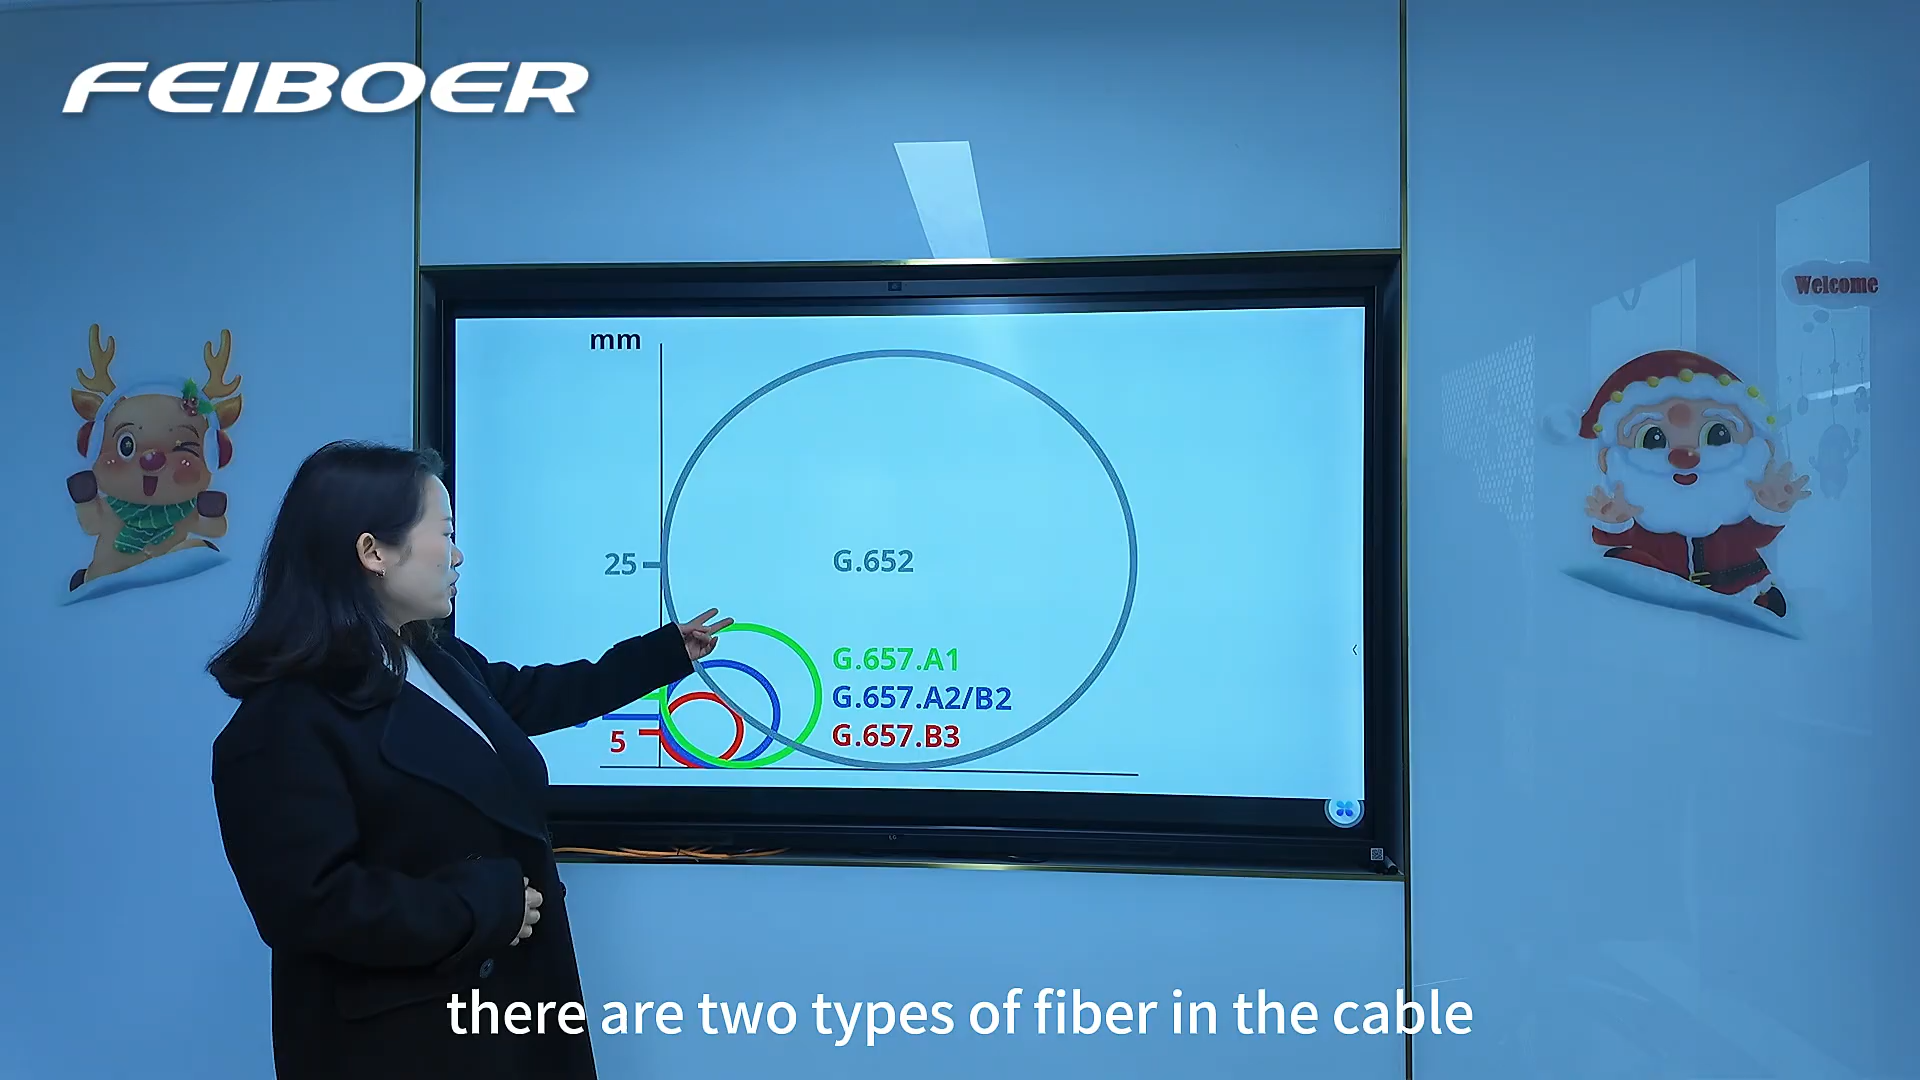 FEIBOER
Welcome
mm
25
G.652
G.657.A1
G.657.A2/B2
5
G.657.B3
there are two types of fiber in the cable